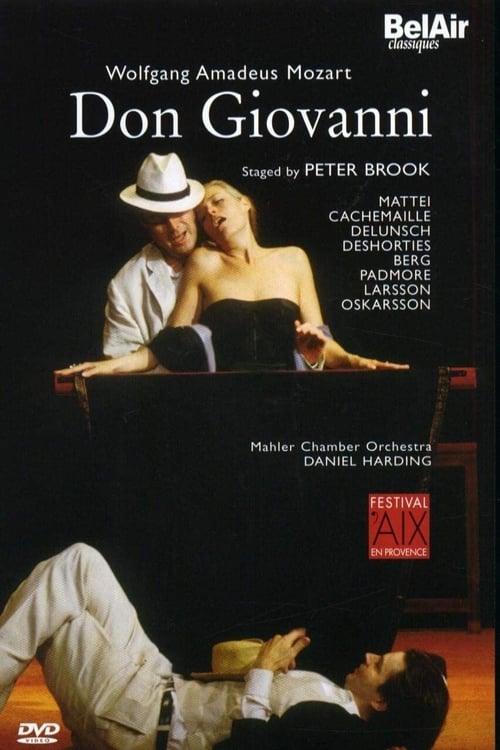 BelAir
classiques
Wolfgang Amadeus Mozart
Don Giovanni
Staged by PETER BROOK
MATTEI
CACHEMAILLE
DELUNSCH
DESHORTIES
BERG
PADMORE
LARSSON
OSKARSSON
Mahler Chamber Orchestra
DANIEL HARDING
FESTIVAL
'AIX
EN PROVENCE
DVD
VIDEO